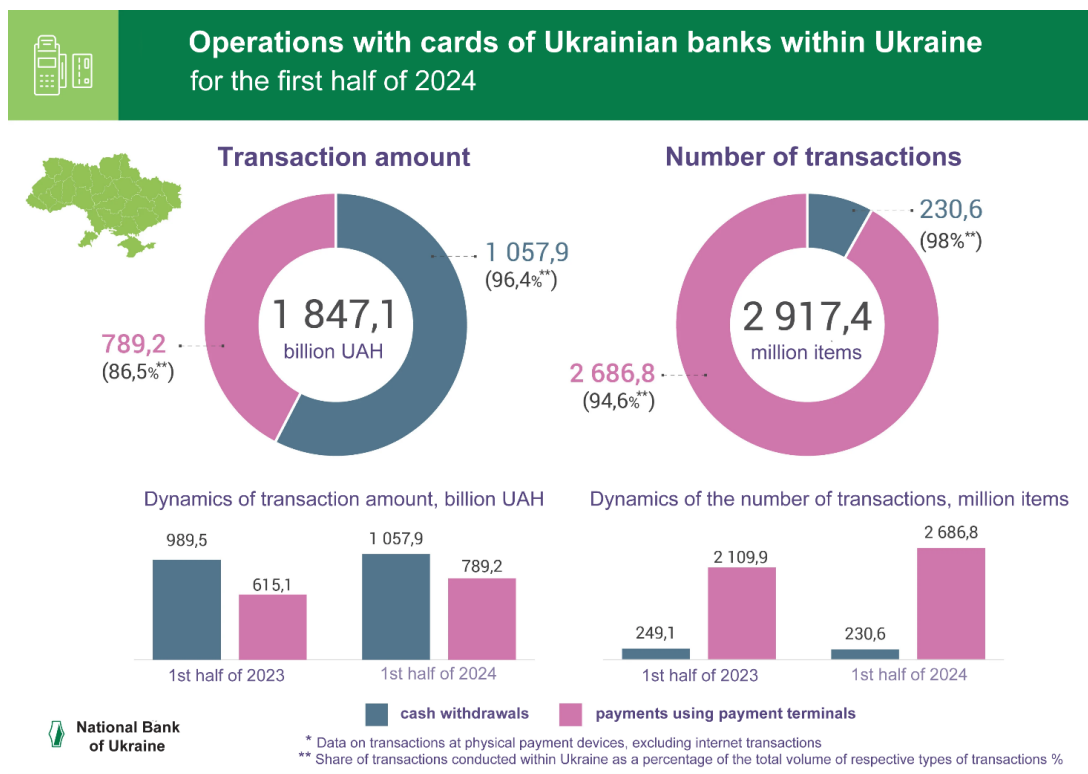 Operations with cards of Ukrainian banks within Ukraine
for the first half of 2024
Transaction amount
1 057,9
(96,4%**)
1 847,1
billion UAH
789,2
(86,5%**)
Number of transactions
230,6
(98%**)
2 917,4
million items
2 686,8
(94,6%**)
Dynamics of transaction amount, billion UAH
989,5
615,1
1 057,9
789,2
1st half of 2023
1st half of 2024
Dynamics of the number of transactions, million items
249,1
2 109,9
230,6
2 686,8
1st half of 2023
1st half of 2024
cash withdrawals
payments using payment terminals
National Bank
of Ukraine
* Data on transactions at physical payment devices, excluding internet transactions
** Share of transactions conducted within Ukraine as a percentage of the total volume of respective types of transactions %